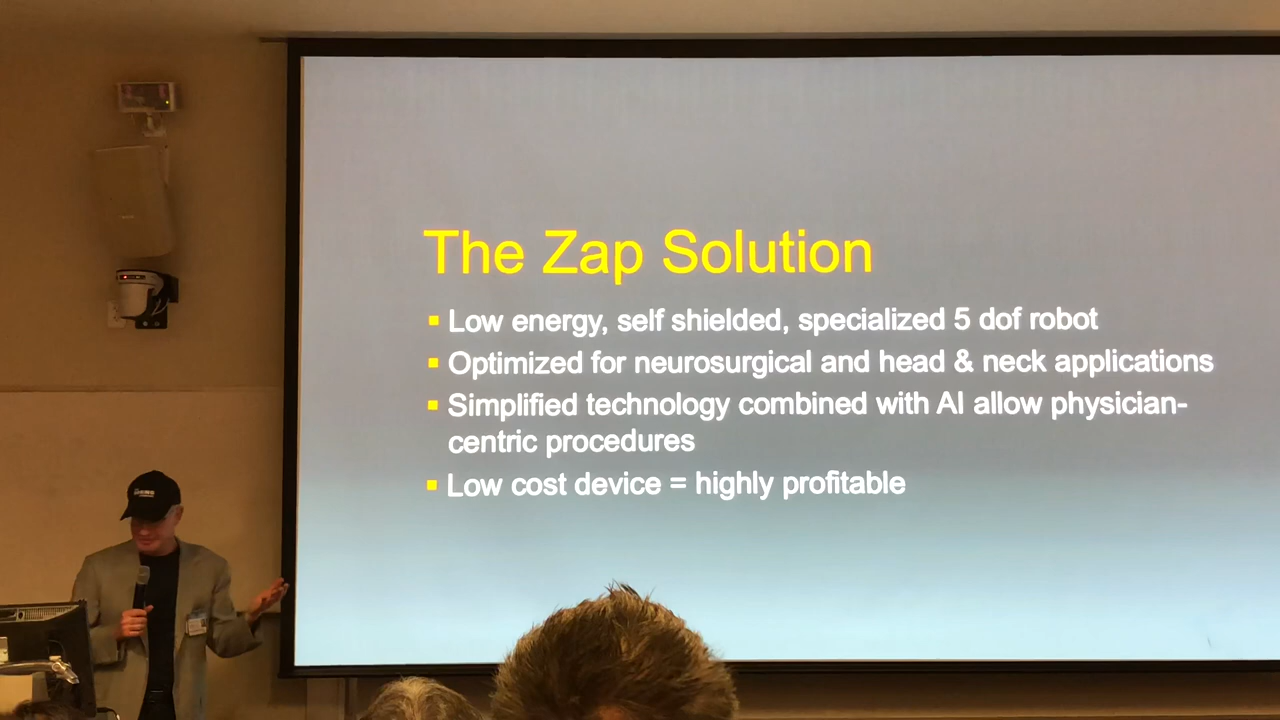 The Zap Solution
Low energy, self shielded, specialized 5 dof robot
Optimized for neurosurgical and head & neck applications
Simplified technology combined with AI allow physician-
centric procedures
Low cost device = highly profitable